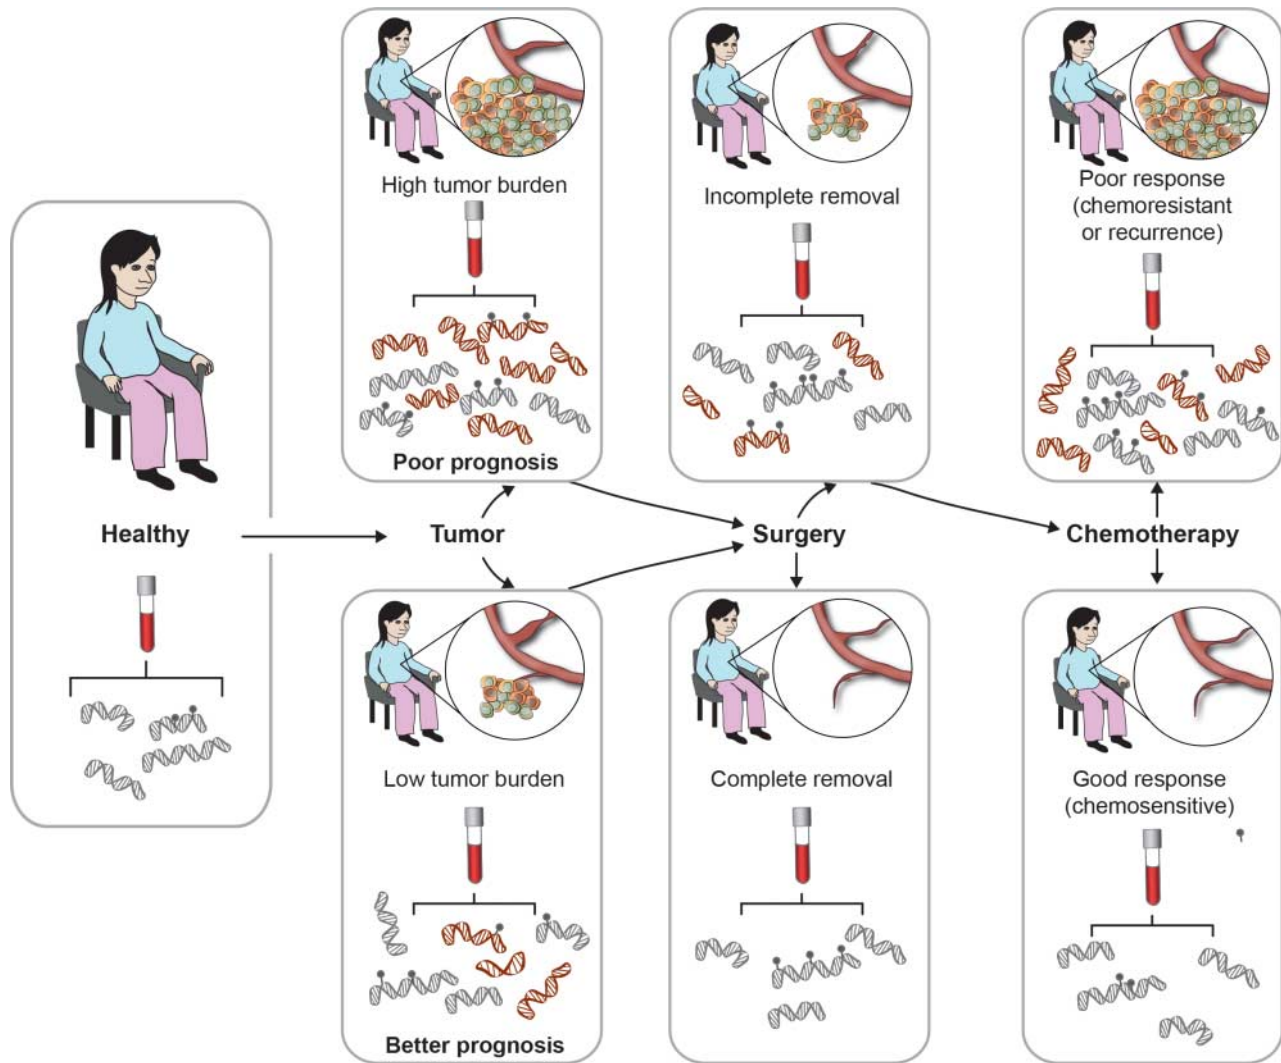 High tumor burden
Poor prognosis
Incomplete removal
Poor response
(chemoresistant
or recurrence)
Healthy
Tumor
Surgery
Chemotherapy
Low tumor burden
Better prognosis
Complete removal
Good response
(chemosensitive)